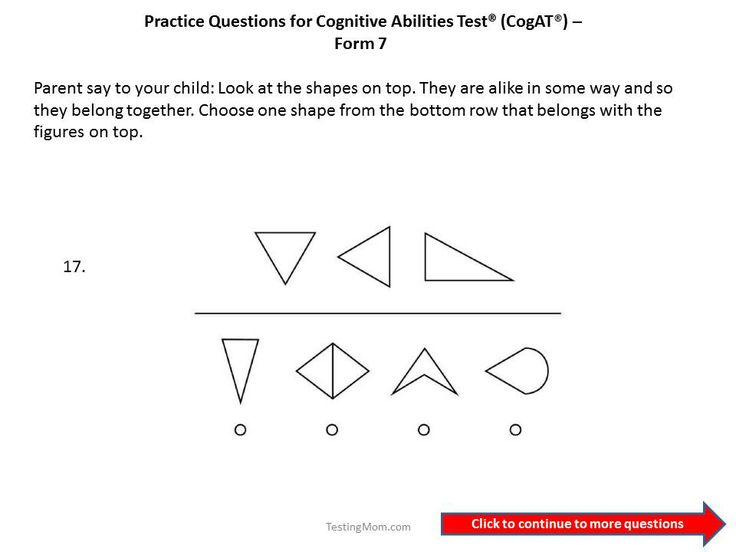 Practice Questions for Cognitive Abilities Test® (CogAT®) –
Form 7
Parent say to your child: Look at the shapes on top. They are alike in some way and so
they belong together. Choose one shape from the bottom row that belongs with the
figures on top.
17.
TestingMom.com
Click to continue to more questions